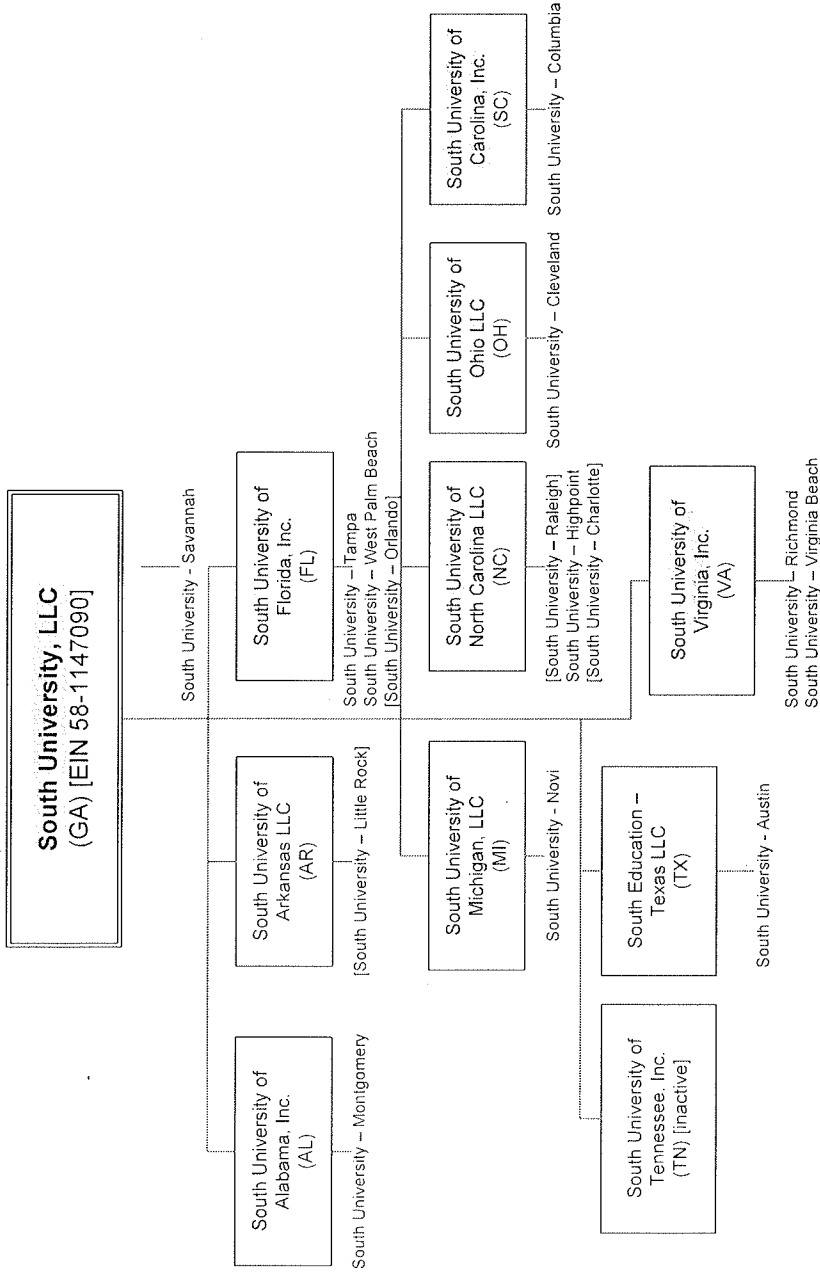 South University, LLC
(GA) [EIN 58-1147090]
South University - Savannah
South University of
Alabama, Inc.
(AL)
South University – Montgomery
South University of
Arkansas LLC
(AR)
[South University – Little Rock]
South University of
Florida, Inc.
(FL)
South University – Tampa
South University – West Palm Beach
[South University – Orlando]
South University of
Michigan, LLC
(MI)
South University - Novi
South University of
North Carolina LLC
(NC)
[South University – Raleigh]
South University – Highpoint
[South University – Charlotte]
South University of
Ohio LLC
(OH)
South University – Cleveland
South University of
Carolina, Inc.
(SC)
South University – Columbia
South University of
Tennessee, Inc.
(TN) [inactive]
South Education –
Texas LLC
(TX)
South University - Austin
South University of
Virginia, Inc.
(VA)
South University – Richmond
South University – Virginia Beach